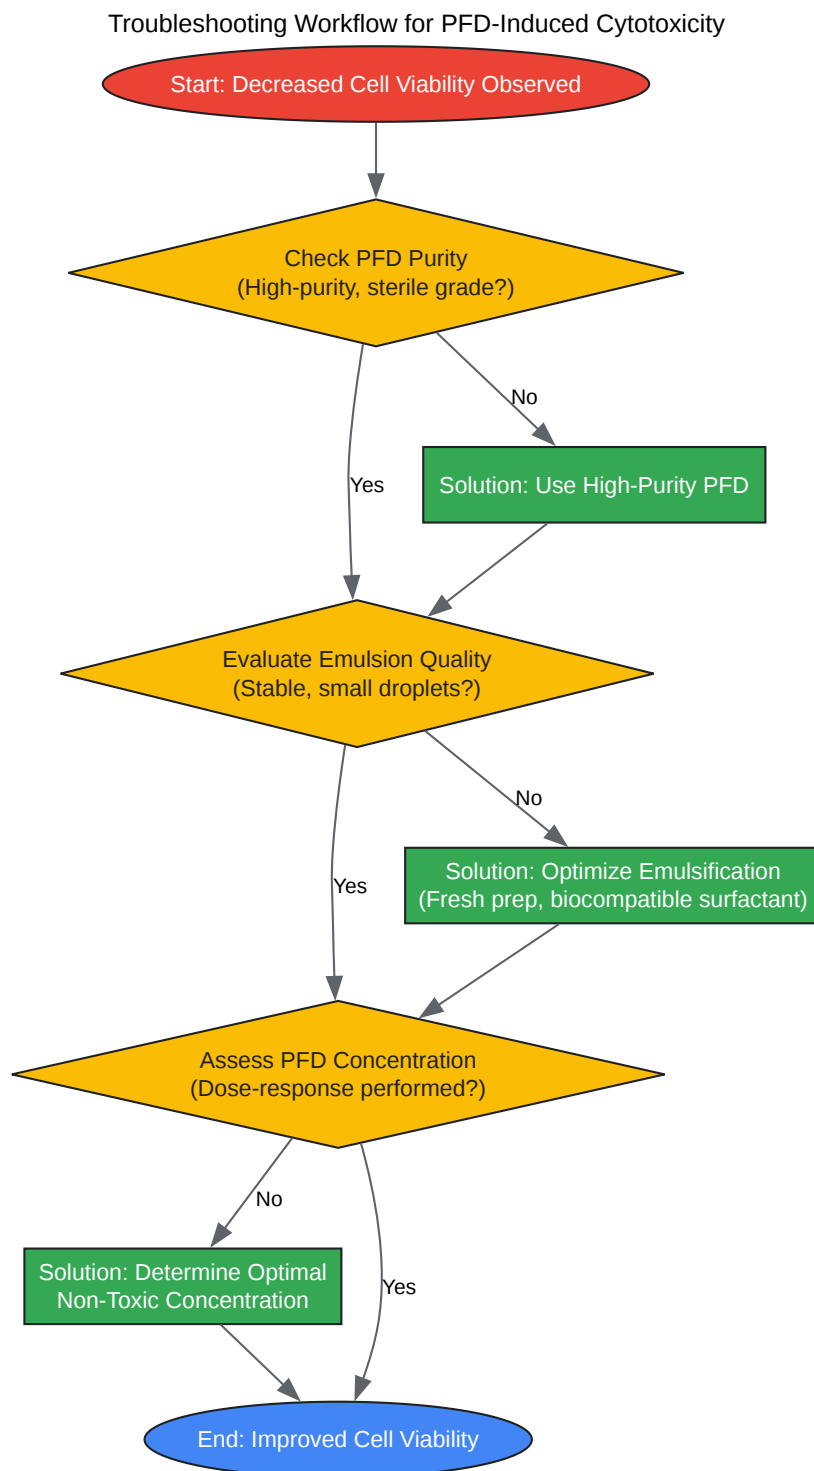 Troubleshooting Workflow for PFD-Induced Cytotoxicity
Start: Decreased Cell Viability Observed
Check PFD Purity
(High-purity, sterile grade?)
No
Yes
Solution: Use High-Purity PFD
Evaluate Emulsion Quality
(Stable, small droplets?)
No
Yes
Solution: Optimize Emulsification
(Fresh prep, biocompatible surfactant)
Assess PFD Concentration
(Dose-response performed?)
No
Yes
Solution: Determine Optimal
Non-Toxic Concentration
End: Improved Cell Viability